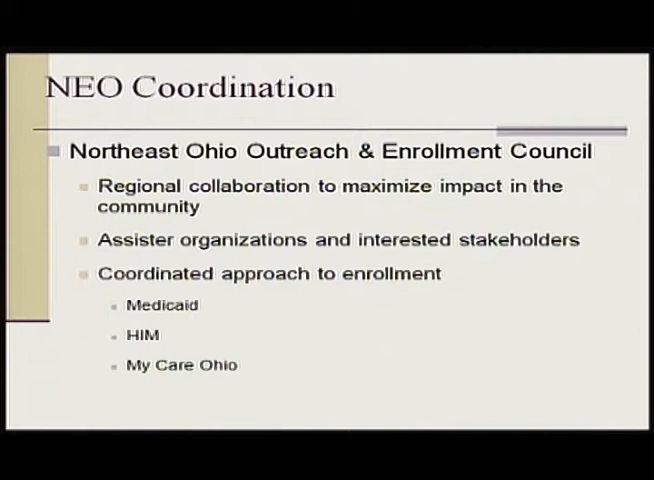 NEO Coordination
Northeast Ohio Outreach & Enrollment Council
Regional collaboration to maximize impact in the
community
Assister organizations and interested stakeholders
Coordinated approach to enrollment
Medicaid
HIM
My Care Ohio